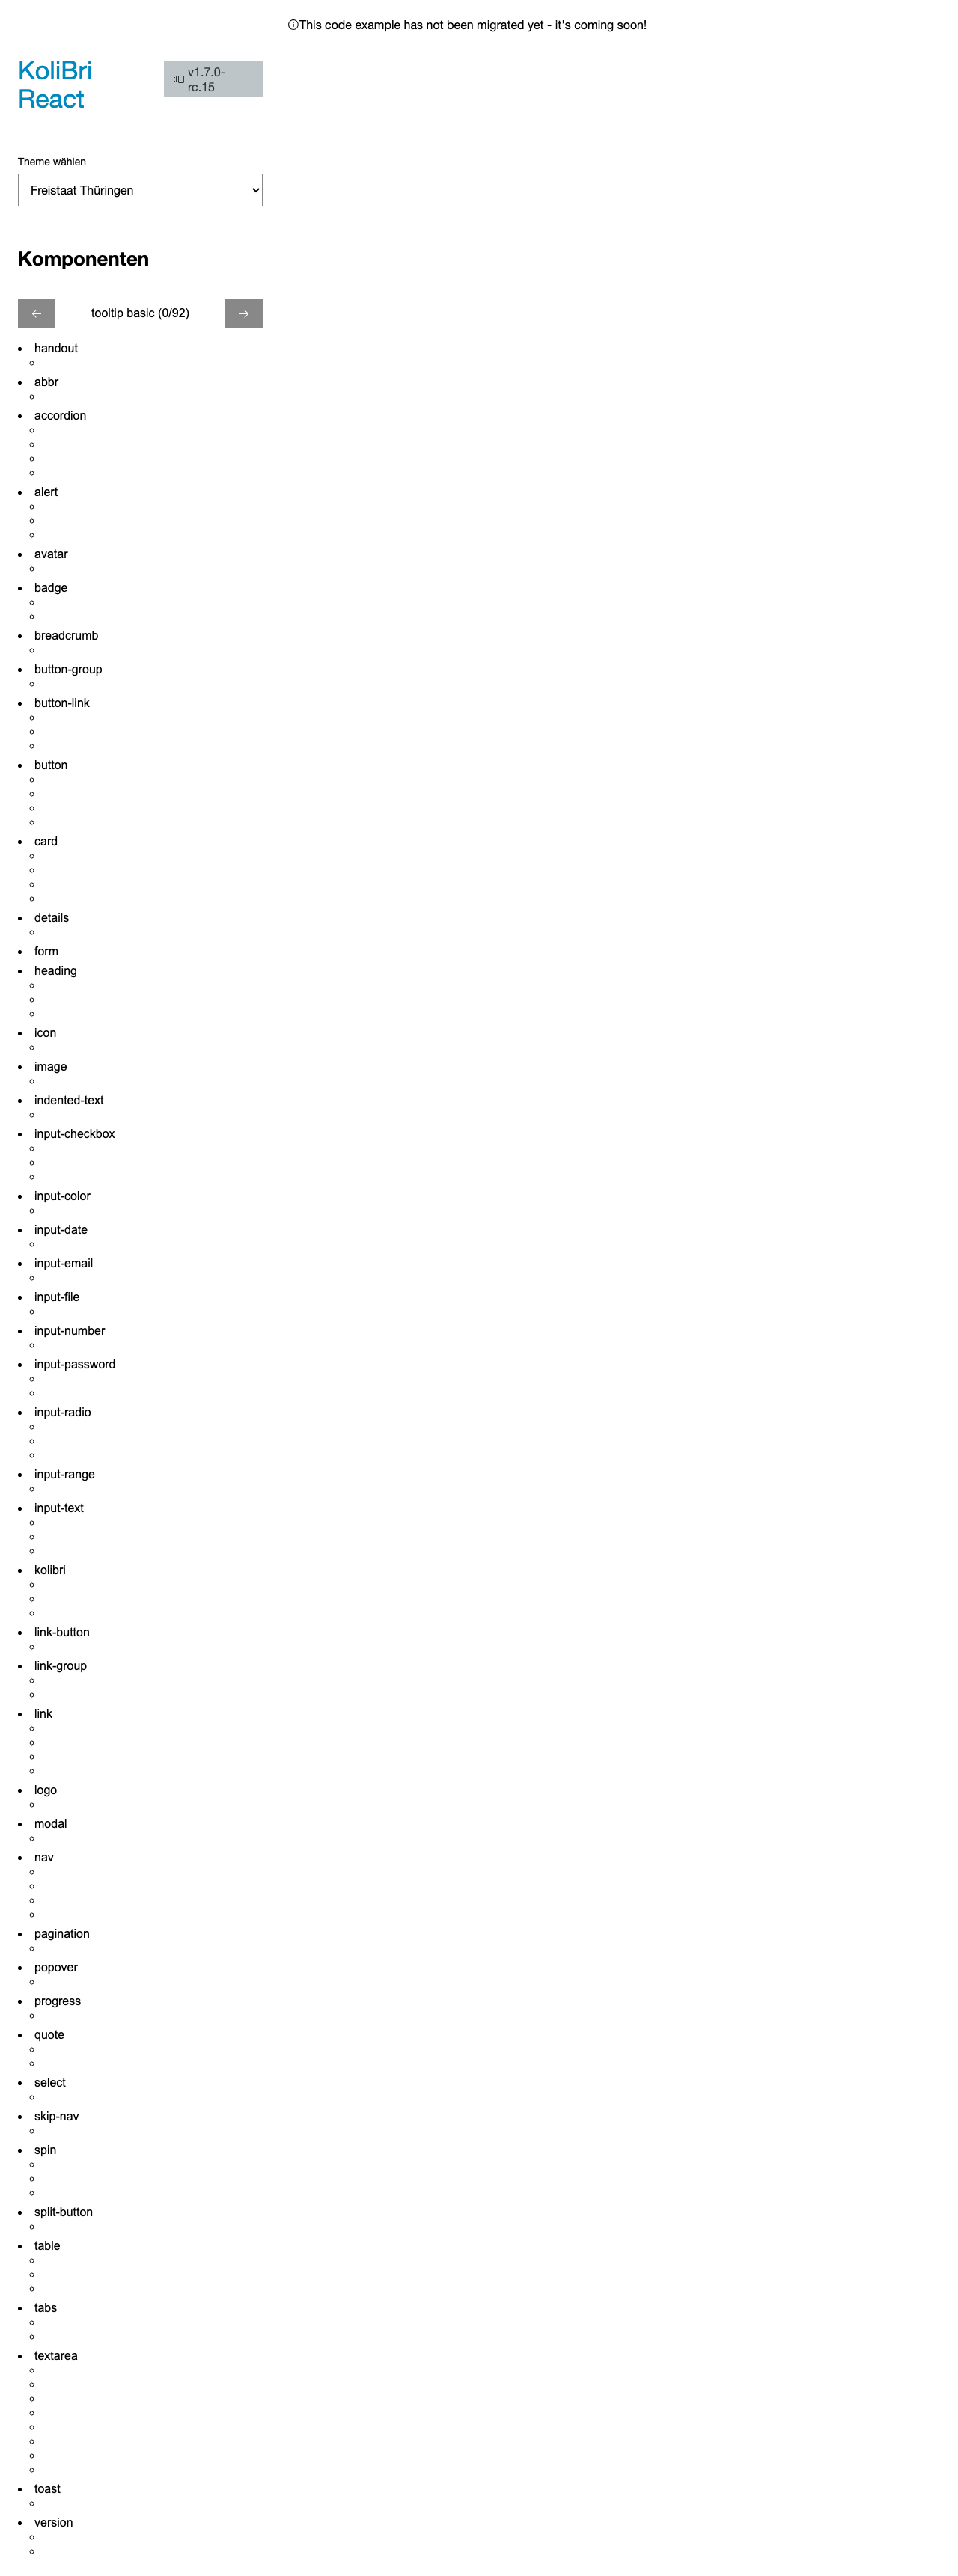 KoliBri
React
v1.7.0-
rc.15
Theme wählen
Freistaat Thüringen
Komponenten
tooltip basic (0/92)
handout
abbr
accordion
alert
avatar
badge
breadcrumb
button-group
button-link
button
card
details
form
heading
icon
image
indented-text
input-checkbox
input-color
input-date
input-email
input-file
input-number
input-password
input-radio
input-range
input-text
kolibri
link-button
link-group
link
logo
modal
nav
pagination
popover
progress
quote
select
skip-nav
spin
split-button
table
tabs
textarea
toast
version
This code example has not been migrated yet - it's coming soon!